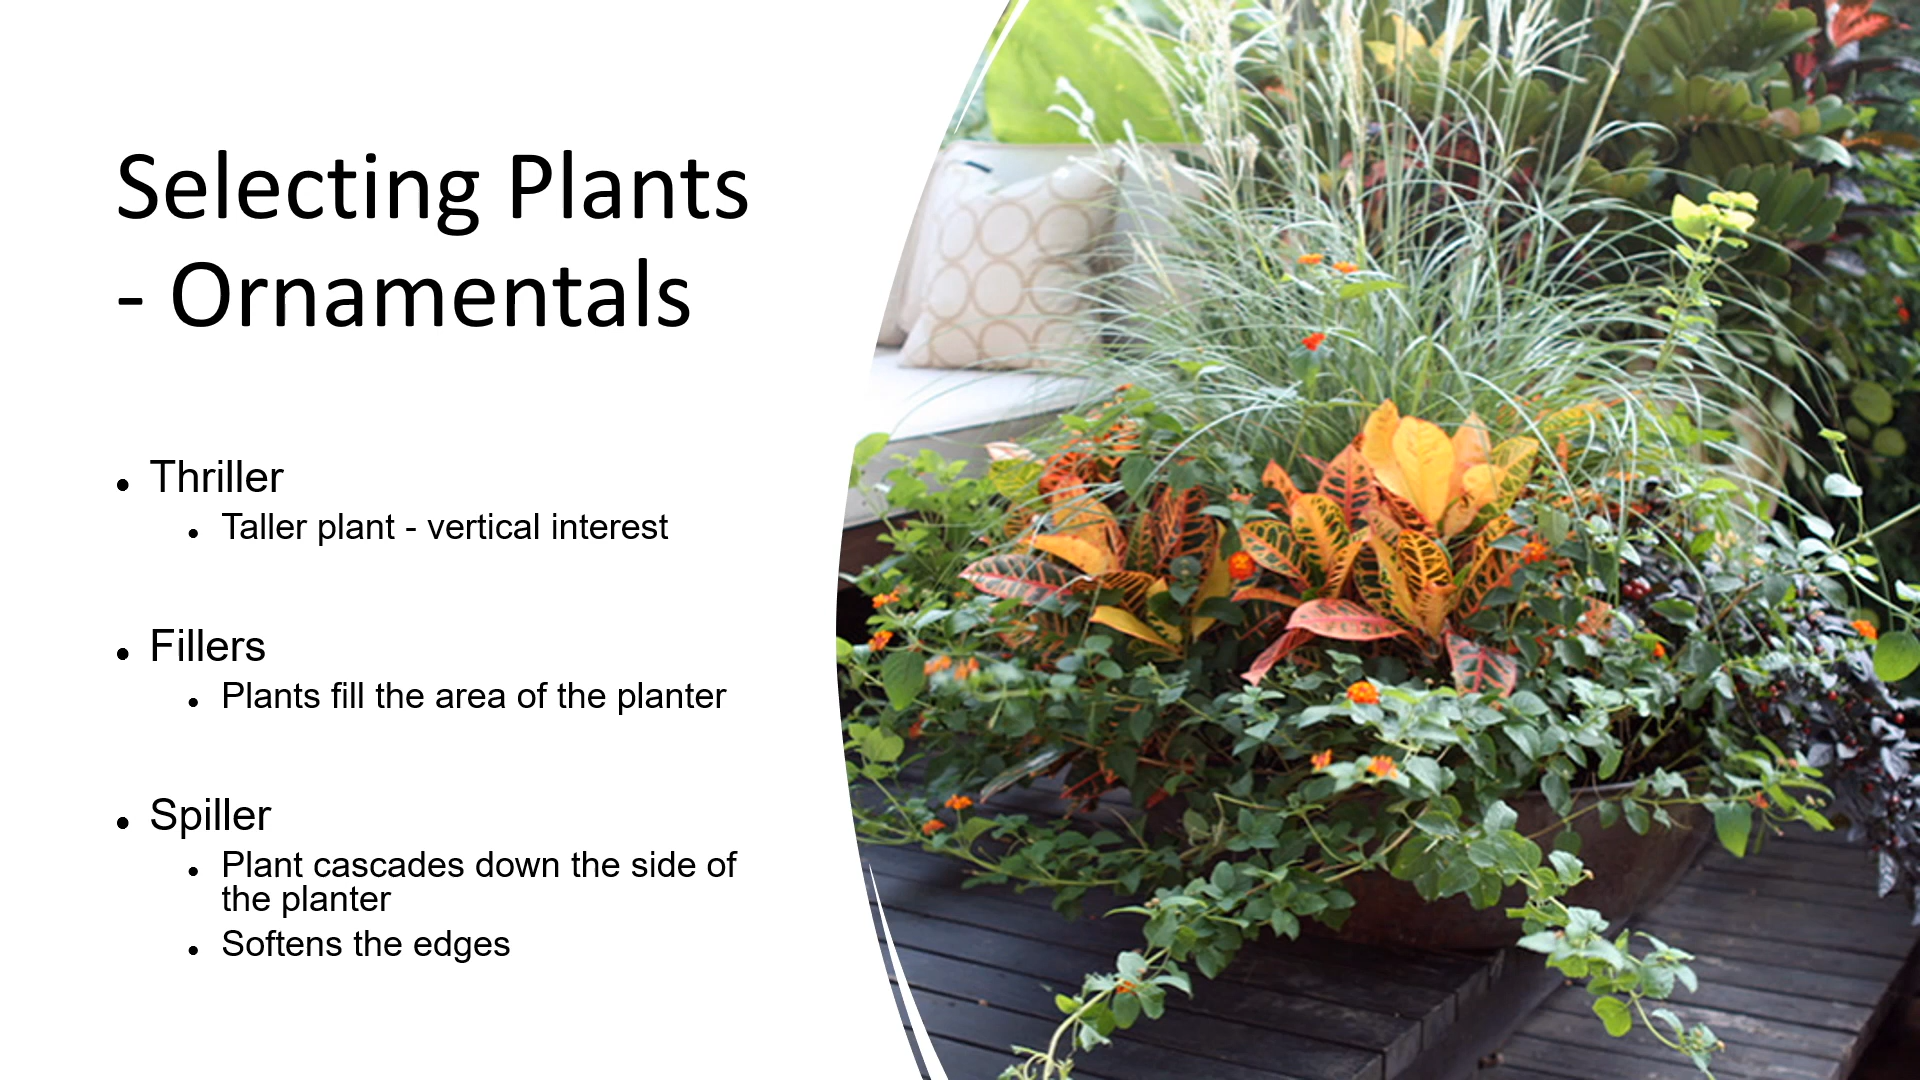 Selecting Plants
- Ornamentals
• Thriller
• Taller plant - vertical interest
• Fillers
• Plants fill the area of the planter
• Spiller
• Plant cascades down the side of
the planter
• Softens the edges